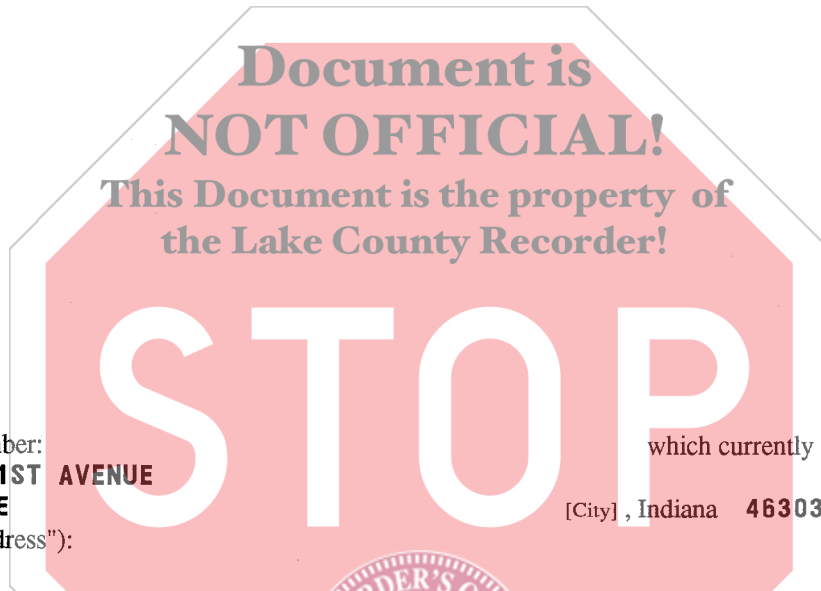 Document is
NOT OFFICIAL!
This Document is the property of
the Lake County Recorder!
STOP
ber: which currently
1ST AVENUE
E [City] , Indiana 46303
dress"):
DER'S